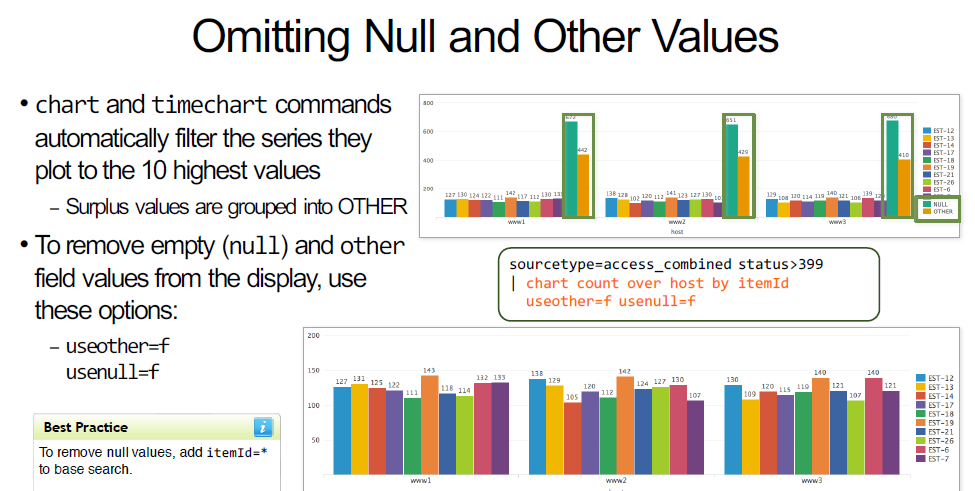 Omitting Null and Other Values
• chart and timechart commands
automatically filter the series they
plot to the 10 highest values
– Surplus values are grouped into OTHER
• To remove empty (null) and other
field values from the display, use
these options:
– useother=f
usenull=f
Best Practice
i
To remove null values, add itemId=*
to base search.
800
600
400
200
127 130 124 122 111 142 117 112 130 133
442
138 128 102 120 112 141 123 127 130
651
429
129 108 120 114 119 140 121 106 139
410
www1
www2
www3
host
EST-12
EST-13
EST-14
EST-17
EST-18
EST-19
EST-21
EST-26
EST-6
NULL
OTHER
sourcetype=access_combined status>399
| chart count over host by itemId
useother=f usenull=f
200
150
100
50
127 131 125 122 111 143 118 114 132 133
138 129 105 120 112 142 124 127 130 107
130 109 120 115 119 140 121 107 140 121
www1
www2
www3
EST-12
EST-13
EST-14
EST-17
EST-18
EST-19
EST-21
EST-26
EST-6
EST-7